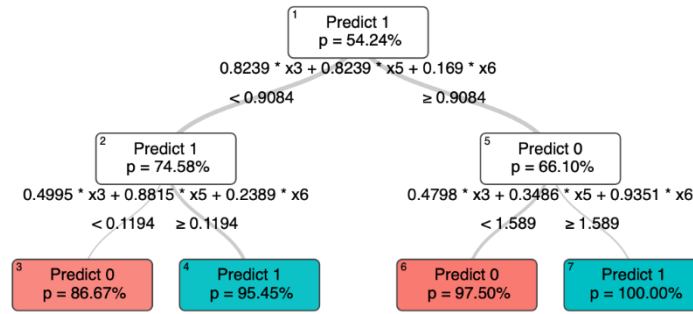 1
Predict 1
p = 54.24%
0.8239 * x3 + 0.8239 * x5 + 0.169 * x6
< 0.9084 ≥ 0.9084
2
Predict 1
p = 74.58%
5
Predict 0
p = 66.10%
0.4995 * x3 + 0.8815 * x5 + 0.2389 * x6
0.4798 * x3 + 0.3486 * x5 + 0.9351 * x6
< 0.1194 ≥ 0.1194
< 1.589 ≥ 1.589
3
Predict 0
p = 86.67%
4
Predict 1
p = 95.45%
6
Predict 0
p = 97.50%
7
Predict 1
p = 100.00%